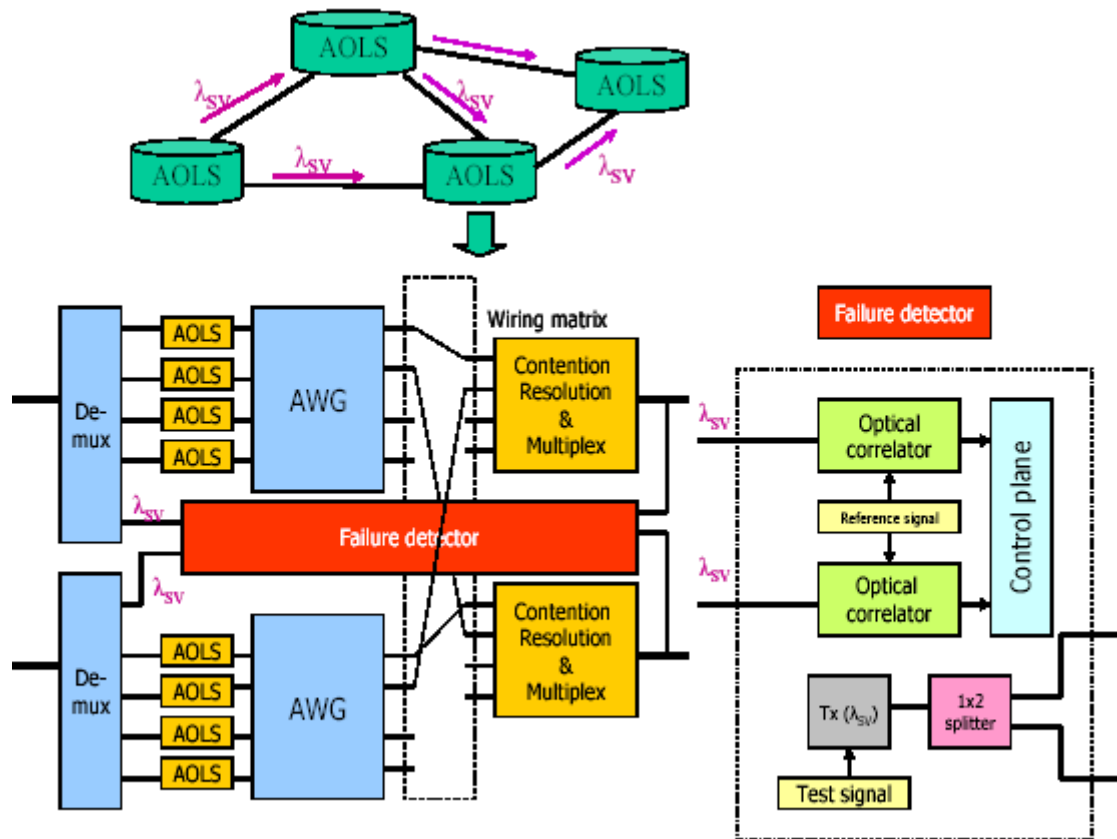 AOLS
AOLS
λSV
λSV
AOLS
λSV
AOLS
λSV
Wiring matrix
Failure detector
De-
mux
AOLS
AOLS
AOLS
AOLS
AWG
Contention
Resolution
&
Multiplex
λSV
Optical
correlator
Control plane
λSV
Failure detector
Reference signal
λSV
λSV
Optical
correlator
De-
mux
AOLS
AOLS
AOLS
AOLS
AWG
Contention
Resolution
&
Multiplex
Tx (λSV)
1x2
splitter
Test signal